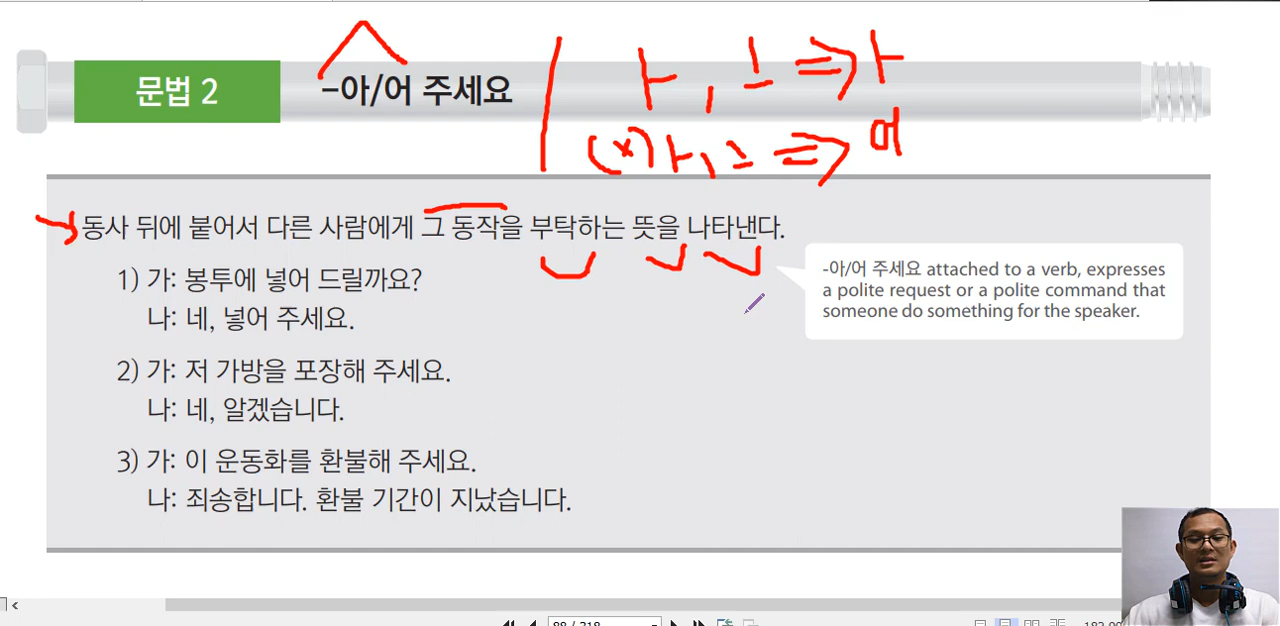 문법 2 -아/어 주세요
ㅏ, ㅗ ⇒ ㅏ
(x) ㅏ, ㅗ ⇒ 어
동사 뒤에 붙어서 다른 사람에게 그 동작을 부탁하는 뜻을 나타낸다.
1) 가: 봉투에 넣어 드릴까요?
나: 네, 넣어 주세요.
2) 가: 저 가방을 포장해 주세요.
나: 네, 알겠습니다.
3) 가: 이 운동화를 환불해 주세요.
나: 죄송합니다. 환불 기간이 지났습니다.
-아/어 주세요 attached to a verb, expresses
a polite request or a polite command that
someone do something for the speaker.
88 / 318